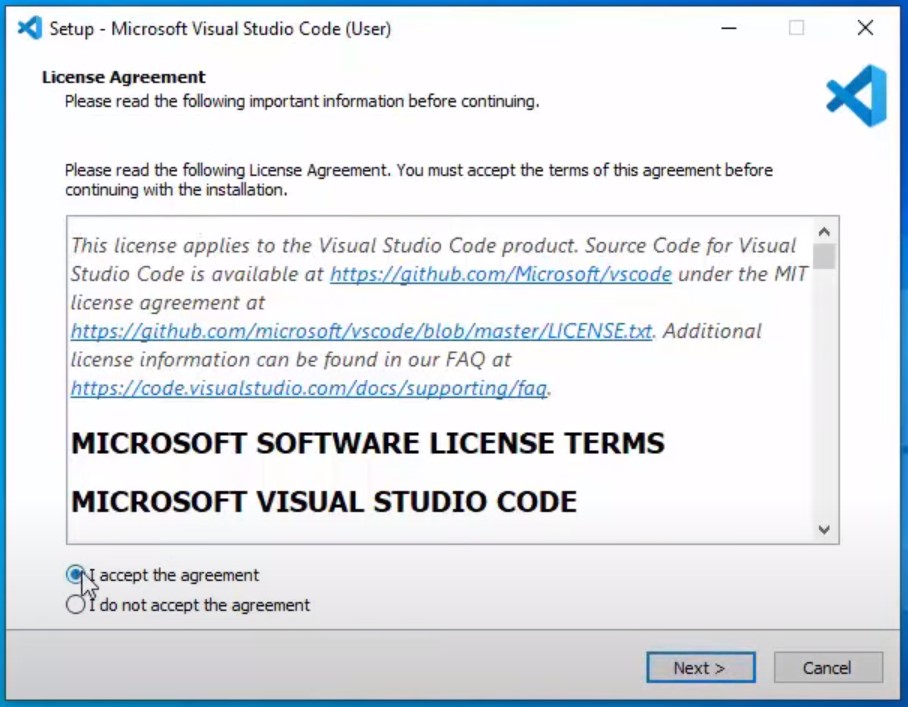 Setup - Microsoft Visual Studio Code (User)
License Agreement
Please read the following important information before continuing.
Please read the following License Agreement. You must accept the terms of this agreement before
continuing with the installation.
This license applies to the Visual Studio Code product. Source Code for Visual
Studio Code is available at https://github.com/Microsoft/vscode under the MIT
license agreement at
https://github.com/microsoft/vscode/blob/master/LICENSE.txt. Additional
license information can be found in our FAQ at
https://code.visualstudio.com/docs/supporting/faq.
MICROSOFT SOFTWARE LICENSE TERMS
MICROSOFT VISUAL STUDIO CODE
I accept the agreement
I do not accept the agreement
Next >
Cancel